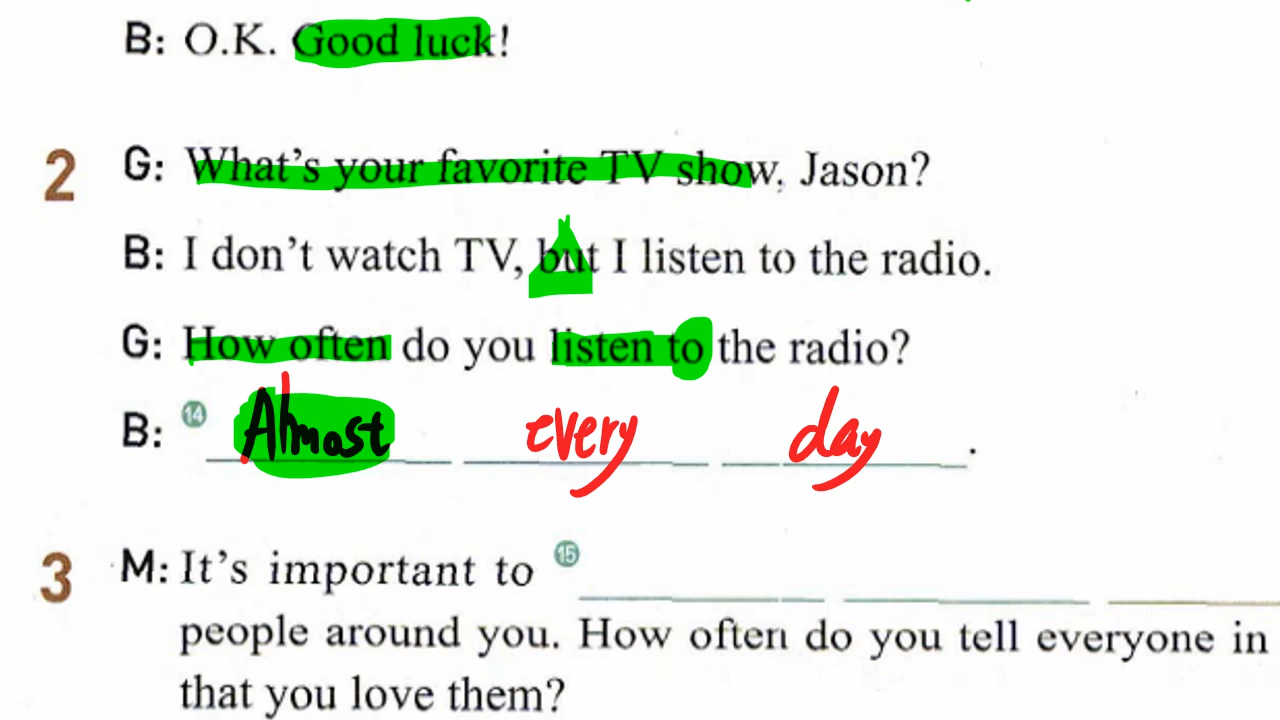 B: O.K. Good luck!
2 G: What's your favorite TV show, Jason?
B: I don't watch TV, but I listen to the radio.
G: How often do you listen to the radio?
B: 14 Almost every day.
3 M: It's important to 15
people around you. How often do you tell everyone in
that you love them?